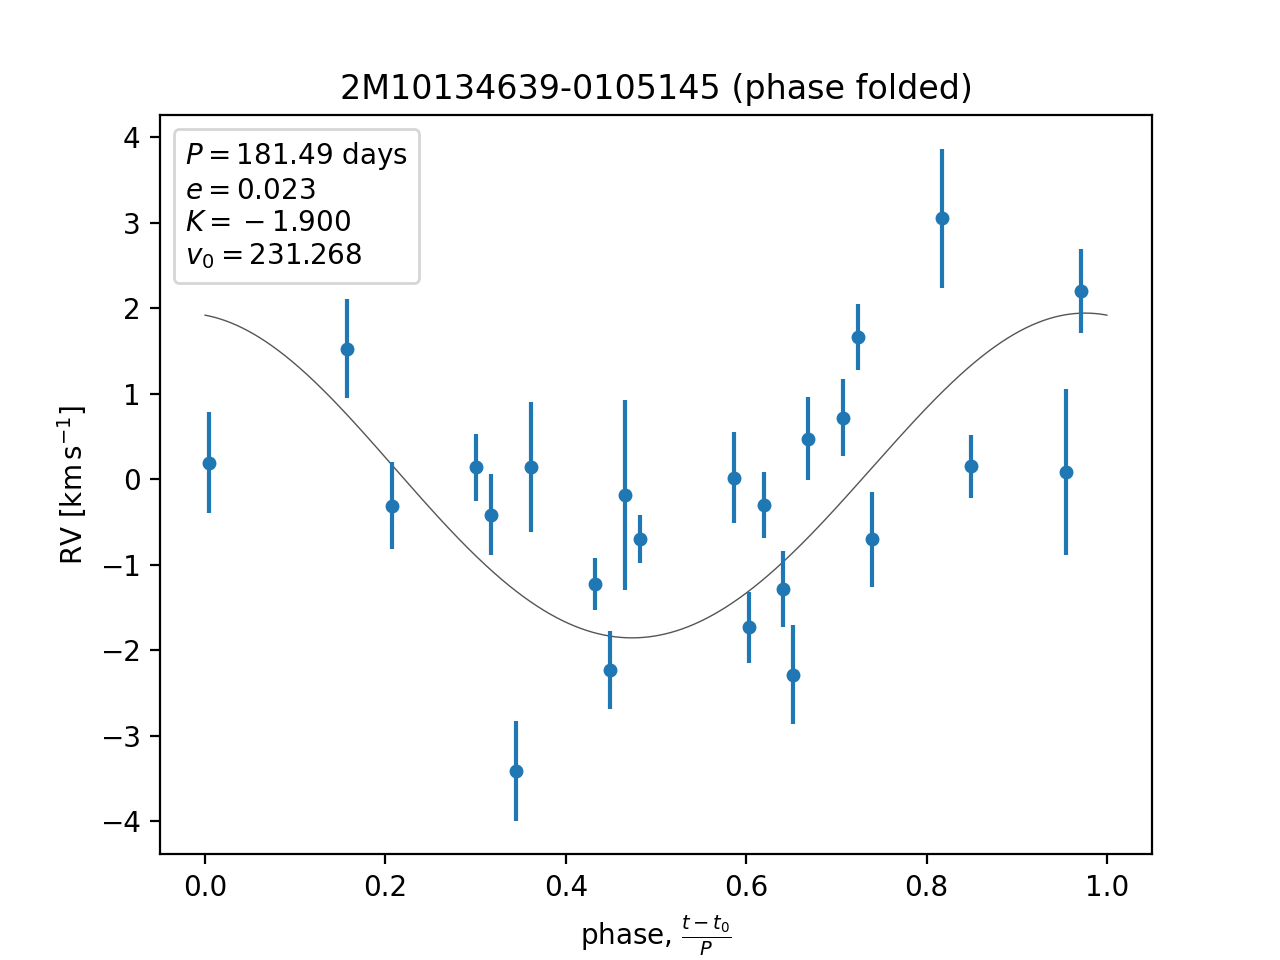 2M10134639-0105145 (phase folded)
P = 181.49 days
e = 0.023
K = −1.900
v₀ = 231.268
4
3
2
1
0
−1
−2
−3
−4
RV [km s⁻¹]
0.0 0.2 0.4 0.6 0.8 1.0
phase, (t − t₀)/P